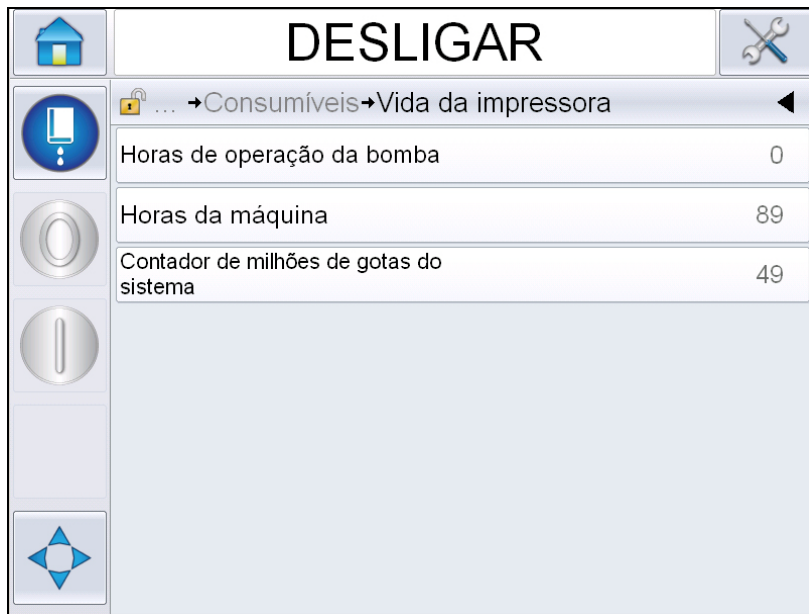 DESLIGAR
... →Consumíveis→Vida da impressora
Horas de operação da bomba 0
Horas da máquina 89
Contador de milhões de gotas do
sistema 49